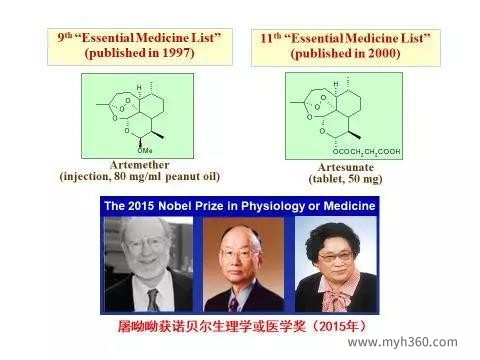 9th “Essential Medicine List”
(published in 1997)
11th “Essential Medicine List”
(published in 2000)
H
O
O
O
O
OMe
Artemether
(injection, 80 mg/ml peanut oil)
H
O
O
O
O
OCOCH2CH2COOH
Artesunate
(tablet, 50 mg)
The 2015 Nobel Prize in Physiology or Medicine
屠呦呦获诺贝尔生理学或医学奖（2015年）
www.myh360.com